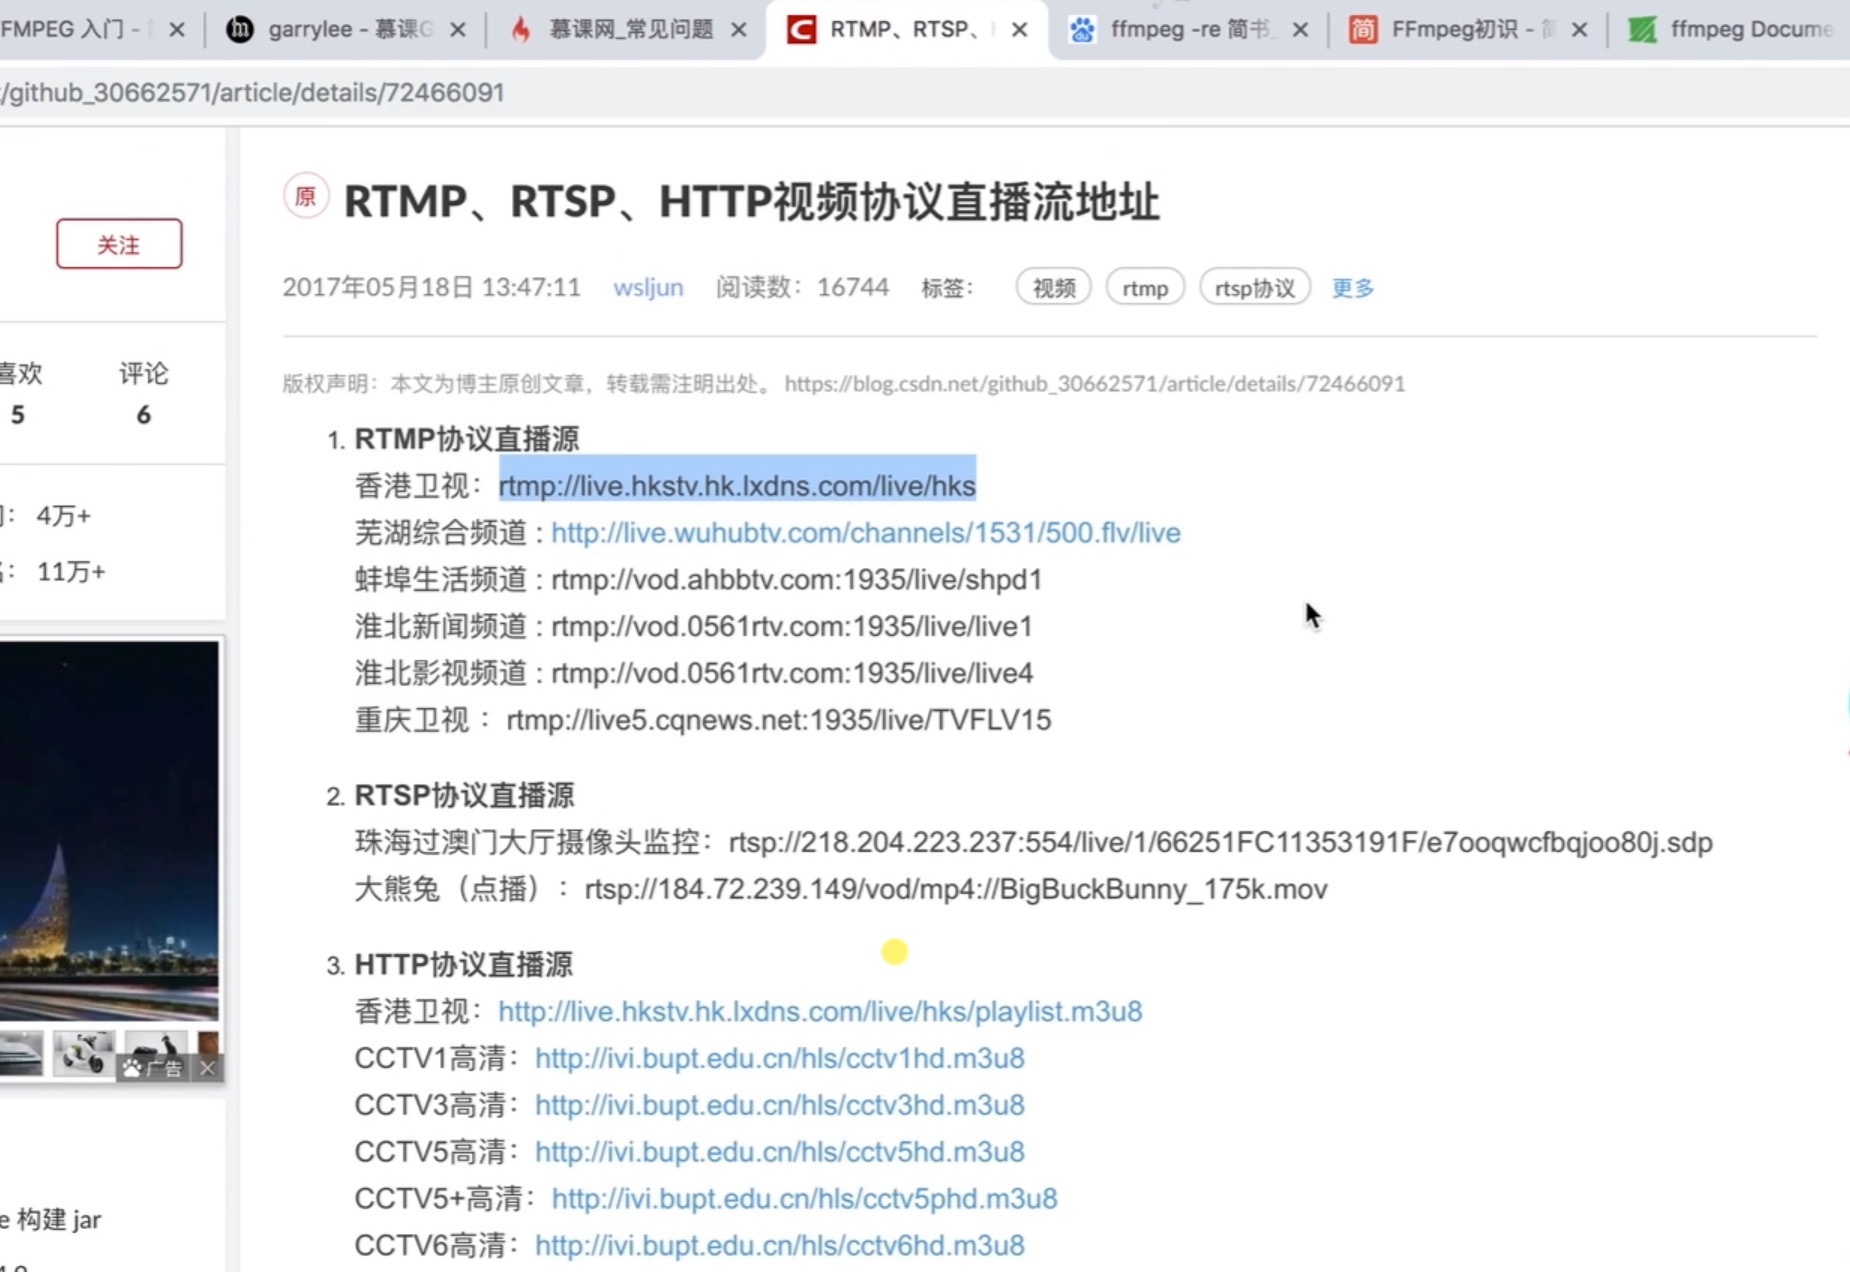 FMPEG 入门 -
garrylee - 慕课G
慕课网_常见问题
RTMP、RTSP、
ffmpeg -re 简书_
FFmpeg初识 - 简
ffmpeg Docume
/github_30662571/article/details/72466091
关注
喜欢
评论
5
6
4万+
11万+
广告
e 构建 jar
原
RTMP、RTSP、HTTP视频协议直播流地址
2017年05月18日 13:47:11 wsljun 阅读数：16744 标签： 视频 rtmp rtsp协议 更多
版权声明：本文为博主原创文章，转载需注明出处。 https://blog.csdn.net/github_30662571/article/details/72466091
1. RTMP协议直播源
香港卫视：rtmp://live.hkstv.hk.lxdns.com/live/hks
芜湖综合频道 : http://live.wuhubtv.com/channels/1531/500.flv/live
蚌埠生活频道 : rtmp://vod.ahbbtv.com:1935/live/shpd1
淮北新闻频道 : rtmp://vod.0561rtv.com:1935/live/live1
淮北影视频道 : rtmp://vod.0561rtv.com:1935/live/live4
重庆卫视 ： rtmp://live5.cqnews.net:1935/live/TVFLV15
2. RTSP协议直播源
珠海过澳门大厅摄像头监控：rtsp://218.204.223.237:554/live/1/66251FC11353191F/e7ooqwcfbqjoo80j.sdp
大熊兔（点播）：rtsp://184.72.239.149/vod/mp4://BigBuckBunny_175k.mov
3. HTTP协议直播源
香港卫视：http://live.hkstv.hk.lxdns.com/live/hks/playlist.m3u8
CCTV1高清：http://ivi.bupt.edu.cn/hls/cctv1hd.m3u8
CCTV3高清：http://ivi.bupt.edu.cn/hls/cctv3hd.m3u8
CCTV5高清：http://ivi.bupt.edu.cn/hls/cctv5hd.m3u8
CCTV5+高清：http://ivi.bupt.edu.cn/hls/cctv5phd.m3u8
CCTV6高清：http://ivi.bupt.edu.cn/hls/cctv6hd.m3u8